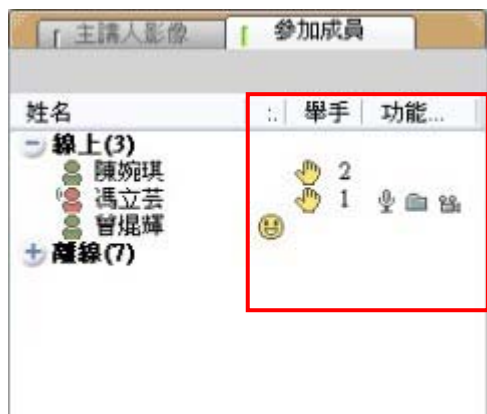 主講人影像 參加成員
姓名 :. 舉手 功能...
線上(3)
陳婉琪 2
馮立芸 1
曾焜輝
離線(7)